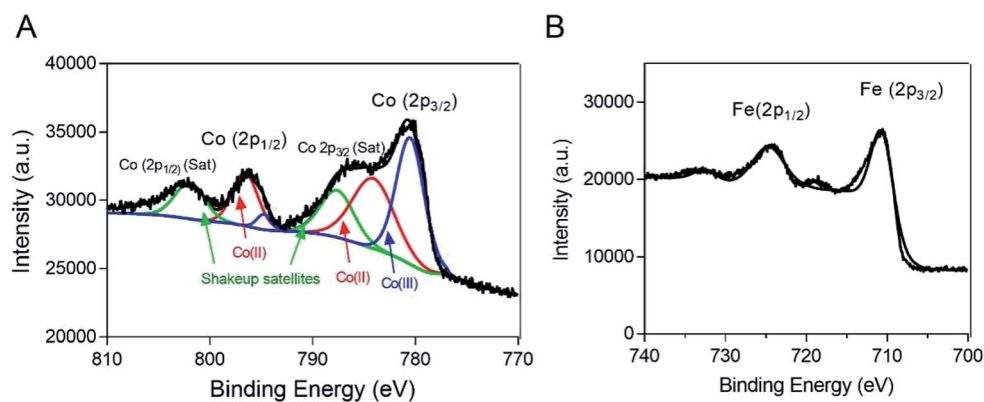 A
40000
35000
30000
25000
20000
Intensity (a.u.)
Co (2p3/2)
Co (2p1/2)
Co 2p3/2 (Sat)
Co (2p1/2) (Sat)
Co(II)
Shakeup satellites
Co(II)
Co(III)
810 800 790 780 770
Binding Energy (eV)
B
30000
20000
10000
0
Intensity (a.u.)
Fe (2p3/2)
Fe(2p1/2)
740 730 720 710 700
Binding Energy (eV)